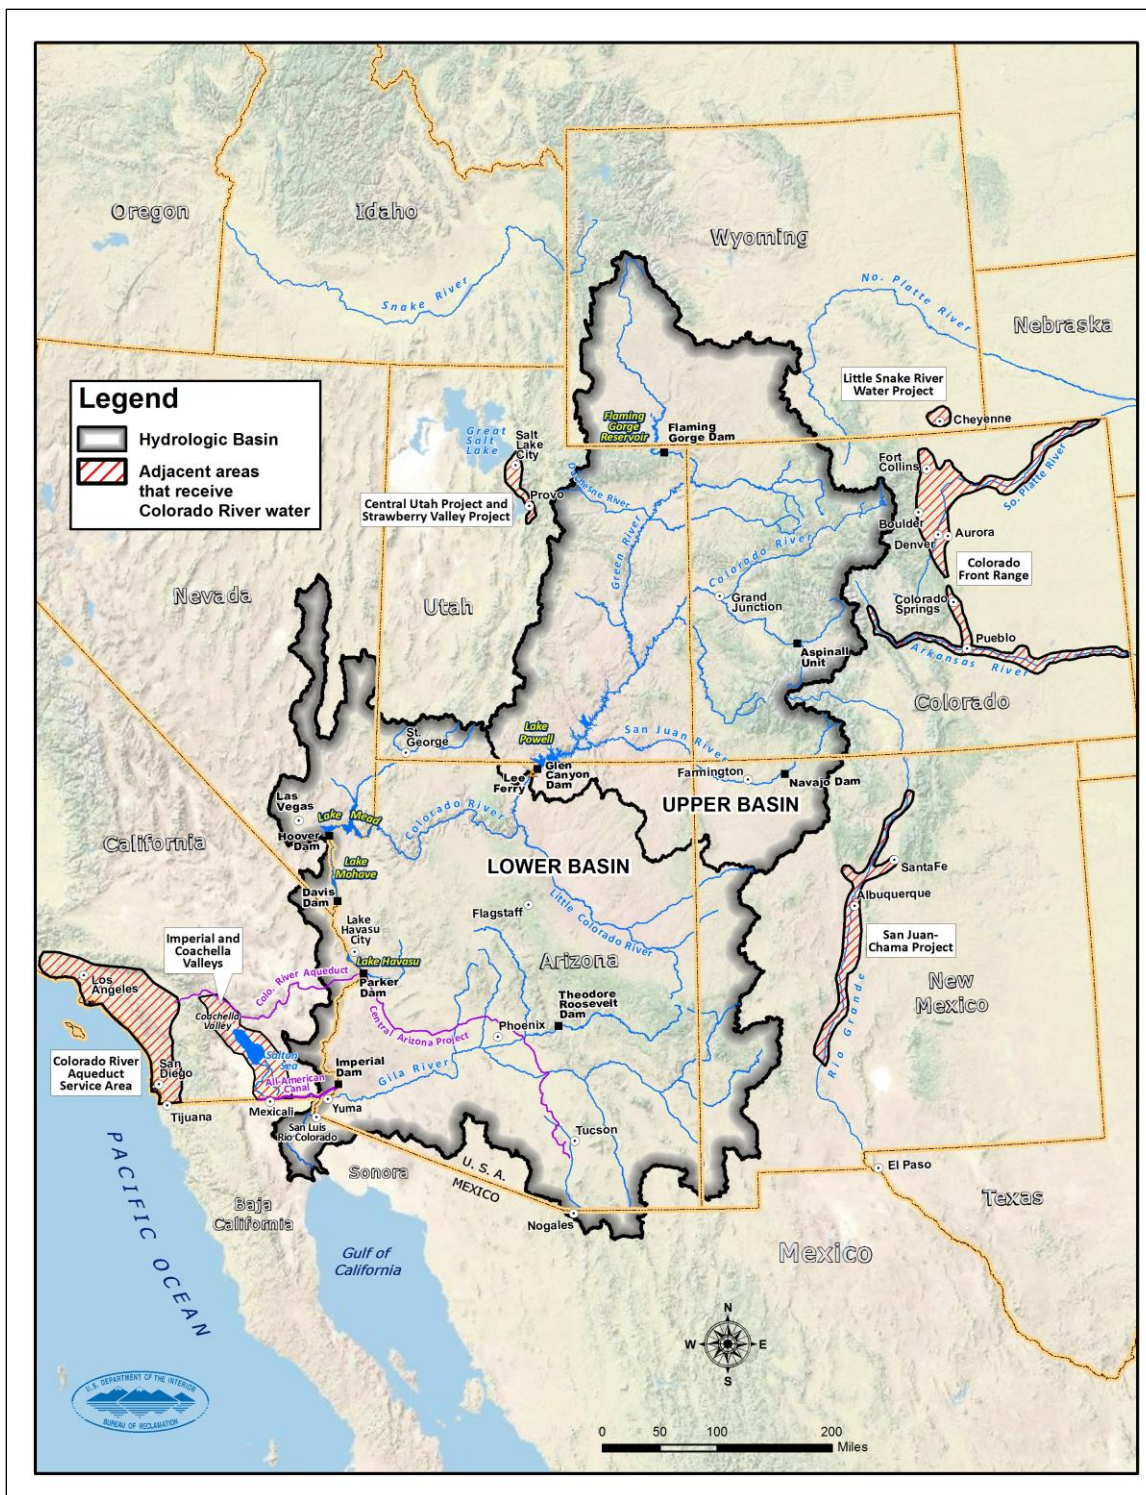 Oregon
Idaho
Wyoming
Snake River
No. Platte River
Nebraska
Legend
Hydrologic Basin
Adjacent areas
that receive
Colorado River water
Great
Salt
Lake
Salt
Lake
City
Provo
Central Utah Project and
Strawberry Valley Project
Flaming
Gorge
Reservoir
Flaming
Gorge Dam
Duchesne River
Green River
Little Snake River
Water Project
Cheyenne
Fort
Collins
So. Platte River
Boulder
Denver
Aurora
Colorado
Front Range
Colorado River
Grand
Junction
Colorado
Springs
Pueblo
Arkansas River
Aspinall
Unit
Colorado
Nevada
Utah
St.
George
Lake
Powell
San Juan River
Lee
Ferry
Glen
Canyon
Dam
Farmington
Navajo Dam
UPPER BASIN
Las
Vegas
Lake Mead
Hoover
Dam
Colorado River
California
LOWER BASIN
Lake
Mohave
Davis
Dam
Lake
Havasu
City
Lake Havasu
Flagstaff
Little Colorado River
Arizona
SantaFe
Albuquerque
San Juan-
Chama Project
New
Mexico
Rio Grande
Imperial and
Coachella
Valleys
Los
Angeles
Colo. River Aqueduct
Parker
Dam
Coachella
Valley
Central Arizona Project
Phoenix
Theodore
Roosevelt
Dam
Colorado River
Aqueduct
Service Area
San
Diego
Salton
Sea
All-American
Canal
Imperial
Dam
Gila River
Tijuana
Mexicali
Yuma
San Luis
Rio Colorado
Tucson
Sonora
U. S. A.
MEXICO
Nogales
El Paso
Texas
Baja
California
Gulf of
California
Mexico
PACIFIC OCEAN
N
W
E
S
U.S. DEPARTMENT OF THE INTERIOR
BUREAU OF RECLAMATION
0 50 100 200
Miles